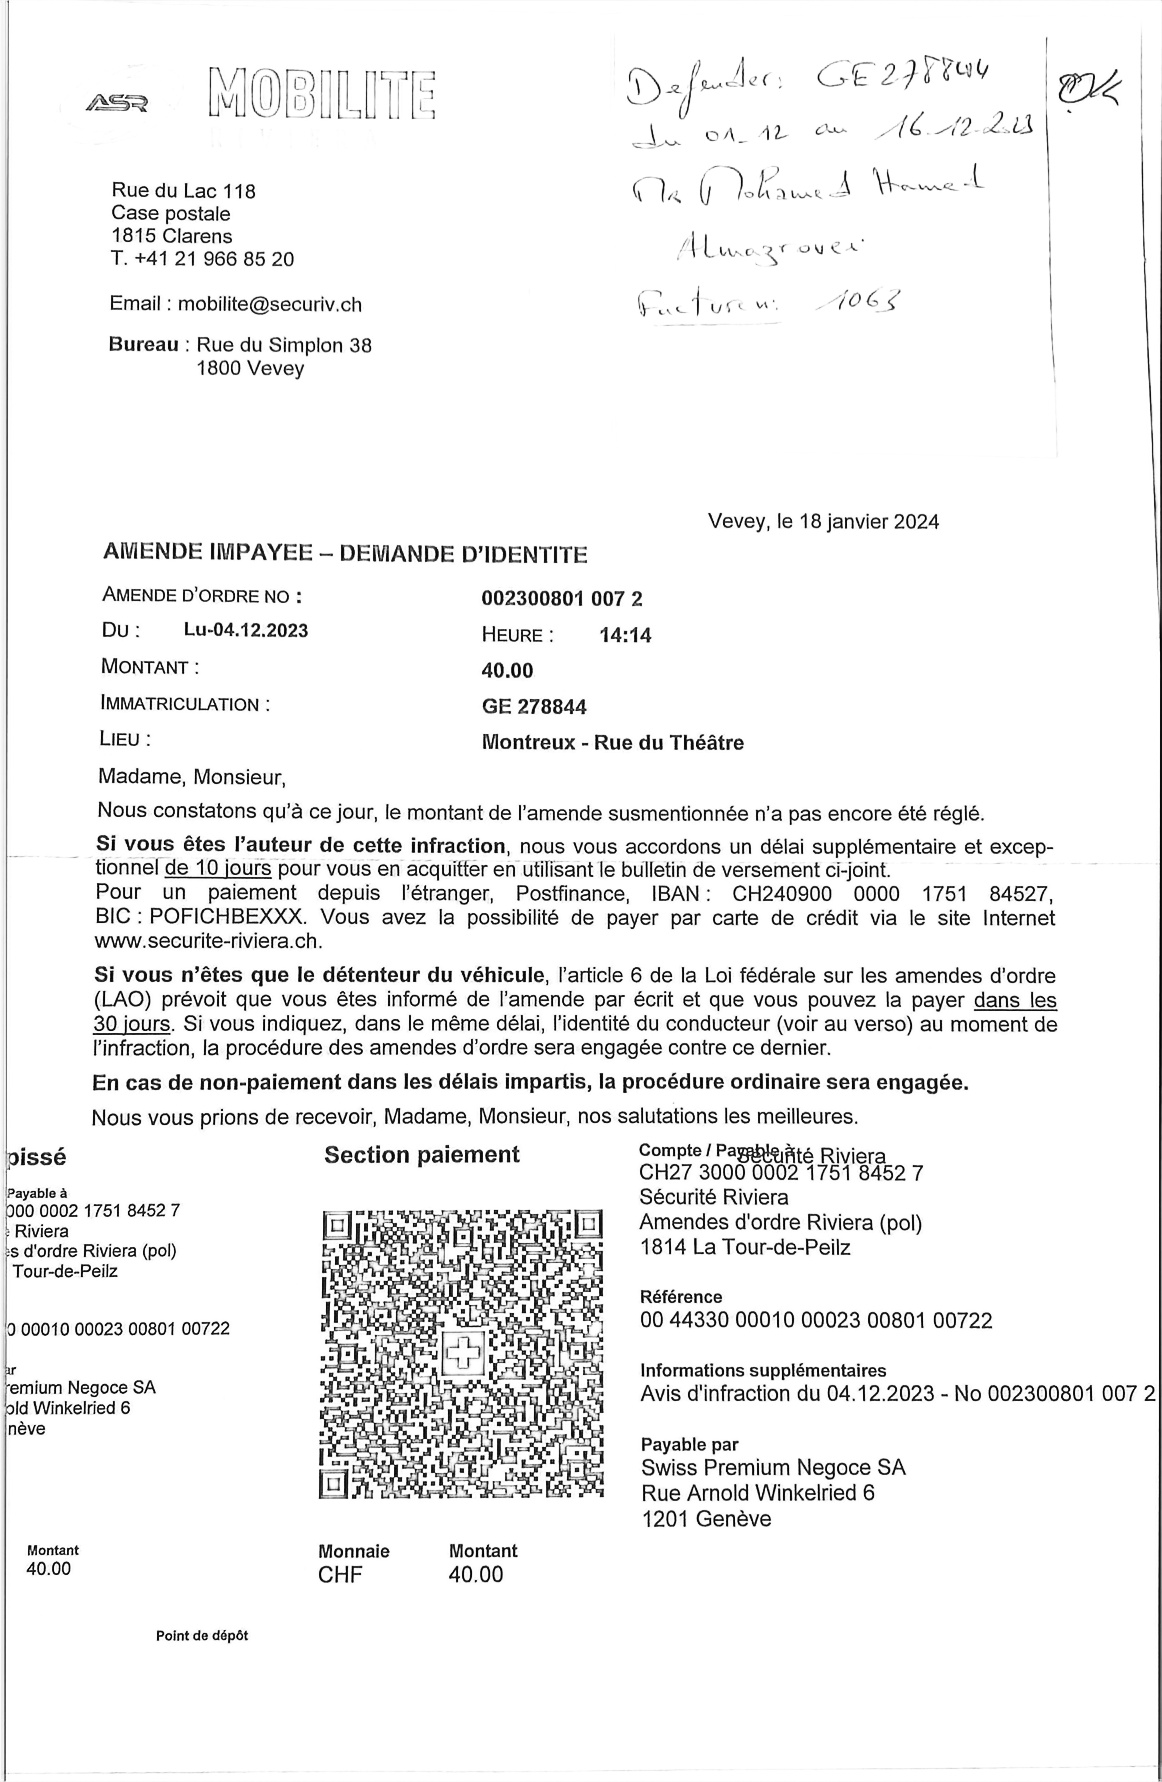 ASR MOBILITE
Defender: GE 278844
OK
du 01.12 au 16.12.2023
Mr Mohamed Hamed
Facture n: 1063
Rue du Lac 118
Case postale
1815 Clarens
T. +41 21 966 85 20
Email : mobilite@securiv.ch
Bureau : Rue du Simplon 38
1800 Vevey
Vevey, le 18 janvier 2024
AMENDE IMPAYEE – DEMANDE D'IDENTITE
AMENDE D'ORDRE NO : 002300801 007 2
DU : Lu-04.12.2023 HEURE : 14:14
MONTANT : 40.00
IMMATRICULATION : GE 278844
LIEU : Montreux - Rue du Théâtre
Madame, Monsieur,
Nous constatons qu'à ce jour, le montant de l'amende susmentionnée n'a pas encore été réglé.
Si vous êtes l'auteur de cette infraction, nous vous accordons un délai supplémentaire et excep-
tionnel de 10 jours pour vous en acquitter en utilisant le bulletin de versement ci-joint.
Pour un paiement depuis l'étranger, Postfinance, IBAN : CH240900 0000 1751 84527,
BIC : POFICHBEXXX. Vous avez la possibilité de payer par carte de crédit via le site Internet
www.securite-riviera.ch.
Si vous n'êtes que le détenteur du véhicule, l'article 6 de la Loi fédérale sur les amendes d'ordre
(LAO) prévoit que vous êtes informé de l'amende par écrit et que vous pouvez la payer dans les
30 jours. Si vous indiquez, dans le même délai, l'identité du conducteur (voir au verso) au moment de
l'infraction, la procédure des amendes d'ordre sera engagée contre ce dernier.
En cas de non-paiement dans les délais impartis, la procédure ordinaire sera engagée.
Nous vous prions de recevoir, Madame, Monsieur, nos salutations les meilleures.
Sécurité Riviera
pissé
Payable à
000 0002 1751 8452 7
Riviera
s d'ordre Riviera (pol)
Tour-de-Peilz
0 00010 00023 00801 00722
ar
remium Negoce SA
old Winkelried 6
nève
Montant
40.00
Point de dépôt
Section paiement
Monnaie Montant
CHF 40.00
Compte / Payable à
CH27 3000 0002 1751 8452 7
Sécurité Riviera
Amendes d'ordre Riviera (pol)
1814 La Tour-de-Peilz
Référence
00 44330 00010 00023 00801 00722
Informations supplémentaires
Avis d'infraction du 04.12.2023 - No 002300801 007 2
Payable par
Swiss Premium Negoce SA
Rue Arnold Winkelried 6
1201 Genève